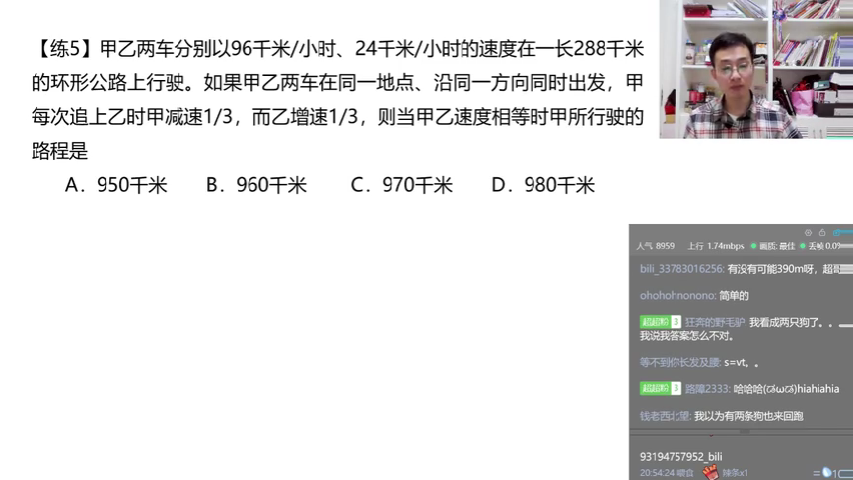 【练5】甲乙两车分别以96千米/小时、24千米/小时的速度在一长288千米
的环形公路上行驶。如果甲乙两车在同一地点、沿同一方向同时出发，甲
每次追上乙时甲减速1/3，而乙增速1/3，则当甲乙速度相等时甲所行驶的
路程是
A．950千米 B．960千米 C．970千米 D．980千米
人气 8959 上行 1.74mbps 画质: 最佳 丢帧 0.0
bili_33783016256: 有没有可能390m呀，超哥
ohohohnonono: 简单的
超超粉 3 狂奔的野毛驴 我看成两只狗了。。
我说我答案怎么不对。
等不到你长发及腰: s=vt，。
超超粉 3 路障2333: 哈哈哈(ಡωಡ)hiahiahia
钱老西北望: 我以为有两条狗也来回跑
93194757952_bili
20:54:24 辣条x1